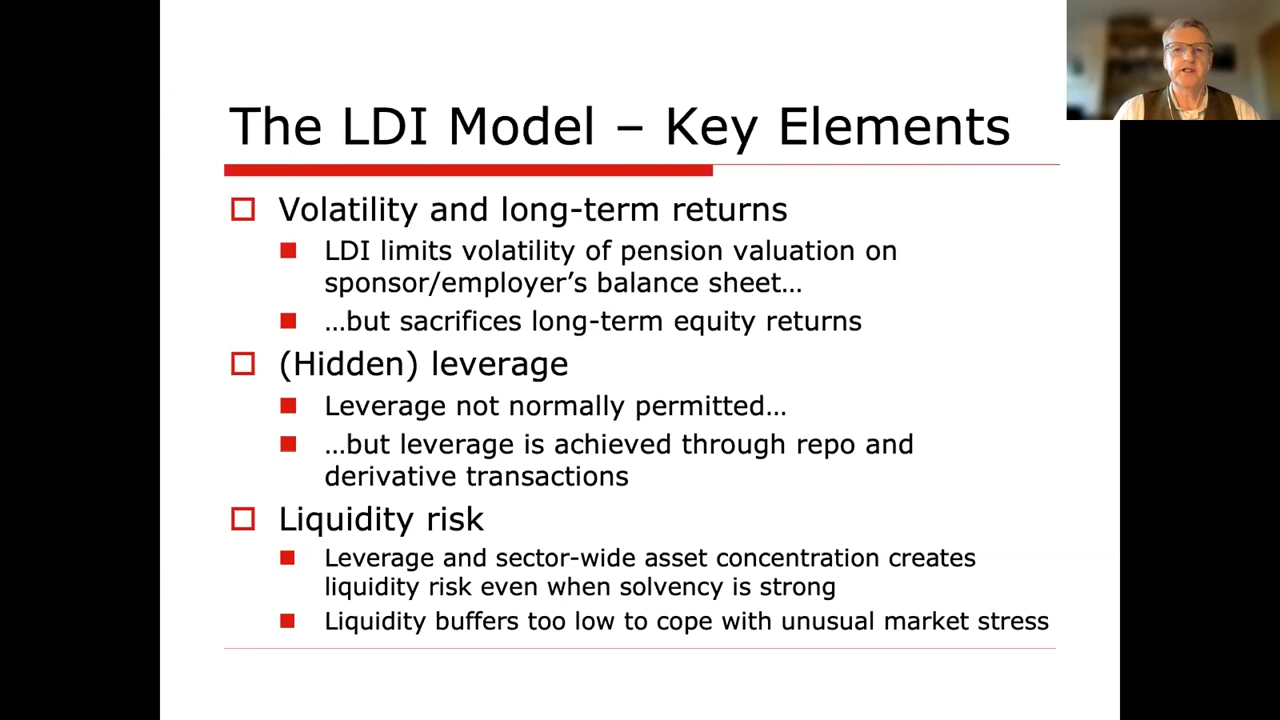 The LDI Model – Key Elements
Volatility and long-term returns
LDI limits volatility of pension valuation on
sponsor/employer’s balance sheet…
…but sacrifices long-term equity returns
(Hidden) leverage
Leverage not normally permitted…
…but leverage is achieved through repo and
derivative transactions
Liquidity risk
Leverage and sector-wide asset concentration creates
liquidity risk even when solvency is strong
Liquidity buffers too low to cope with unusual market stress